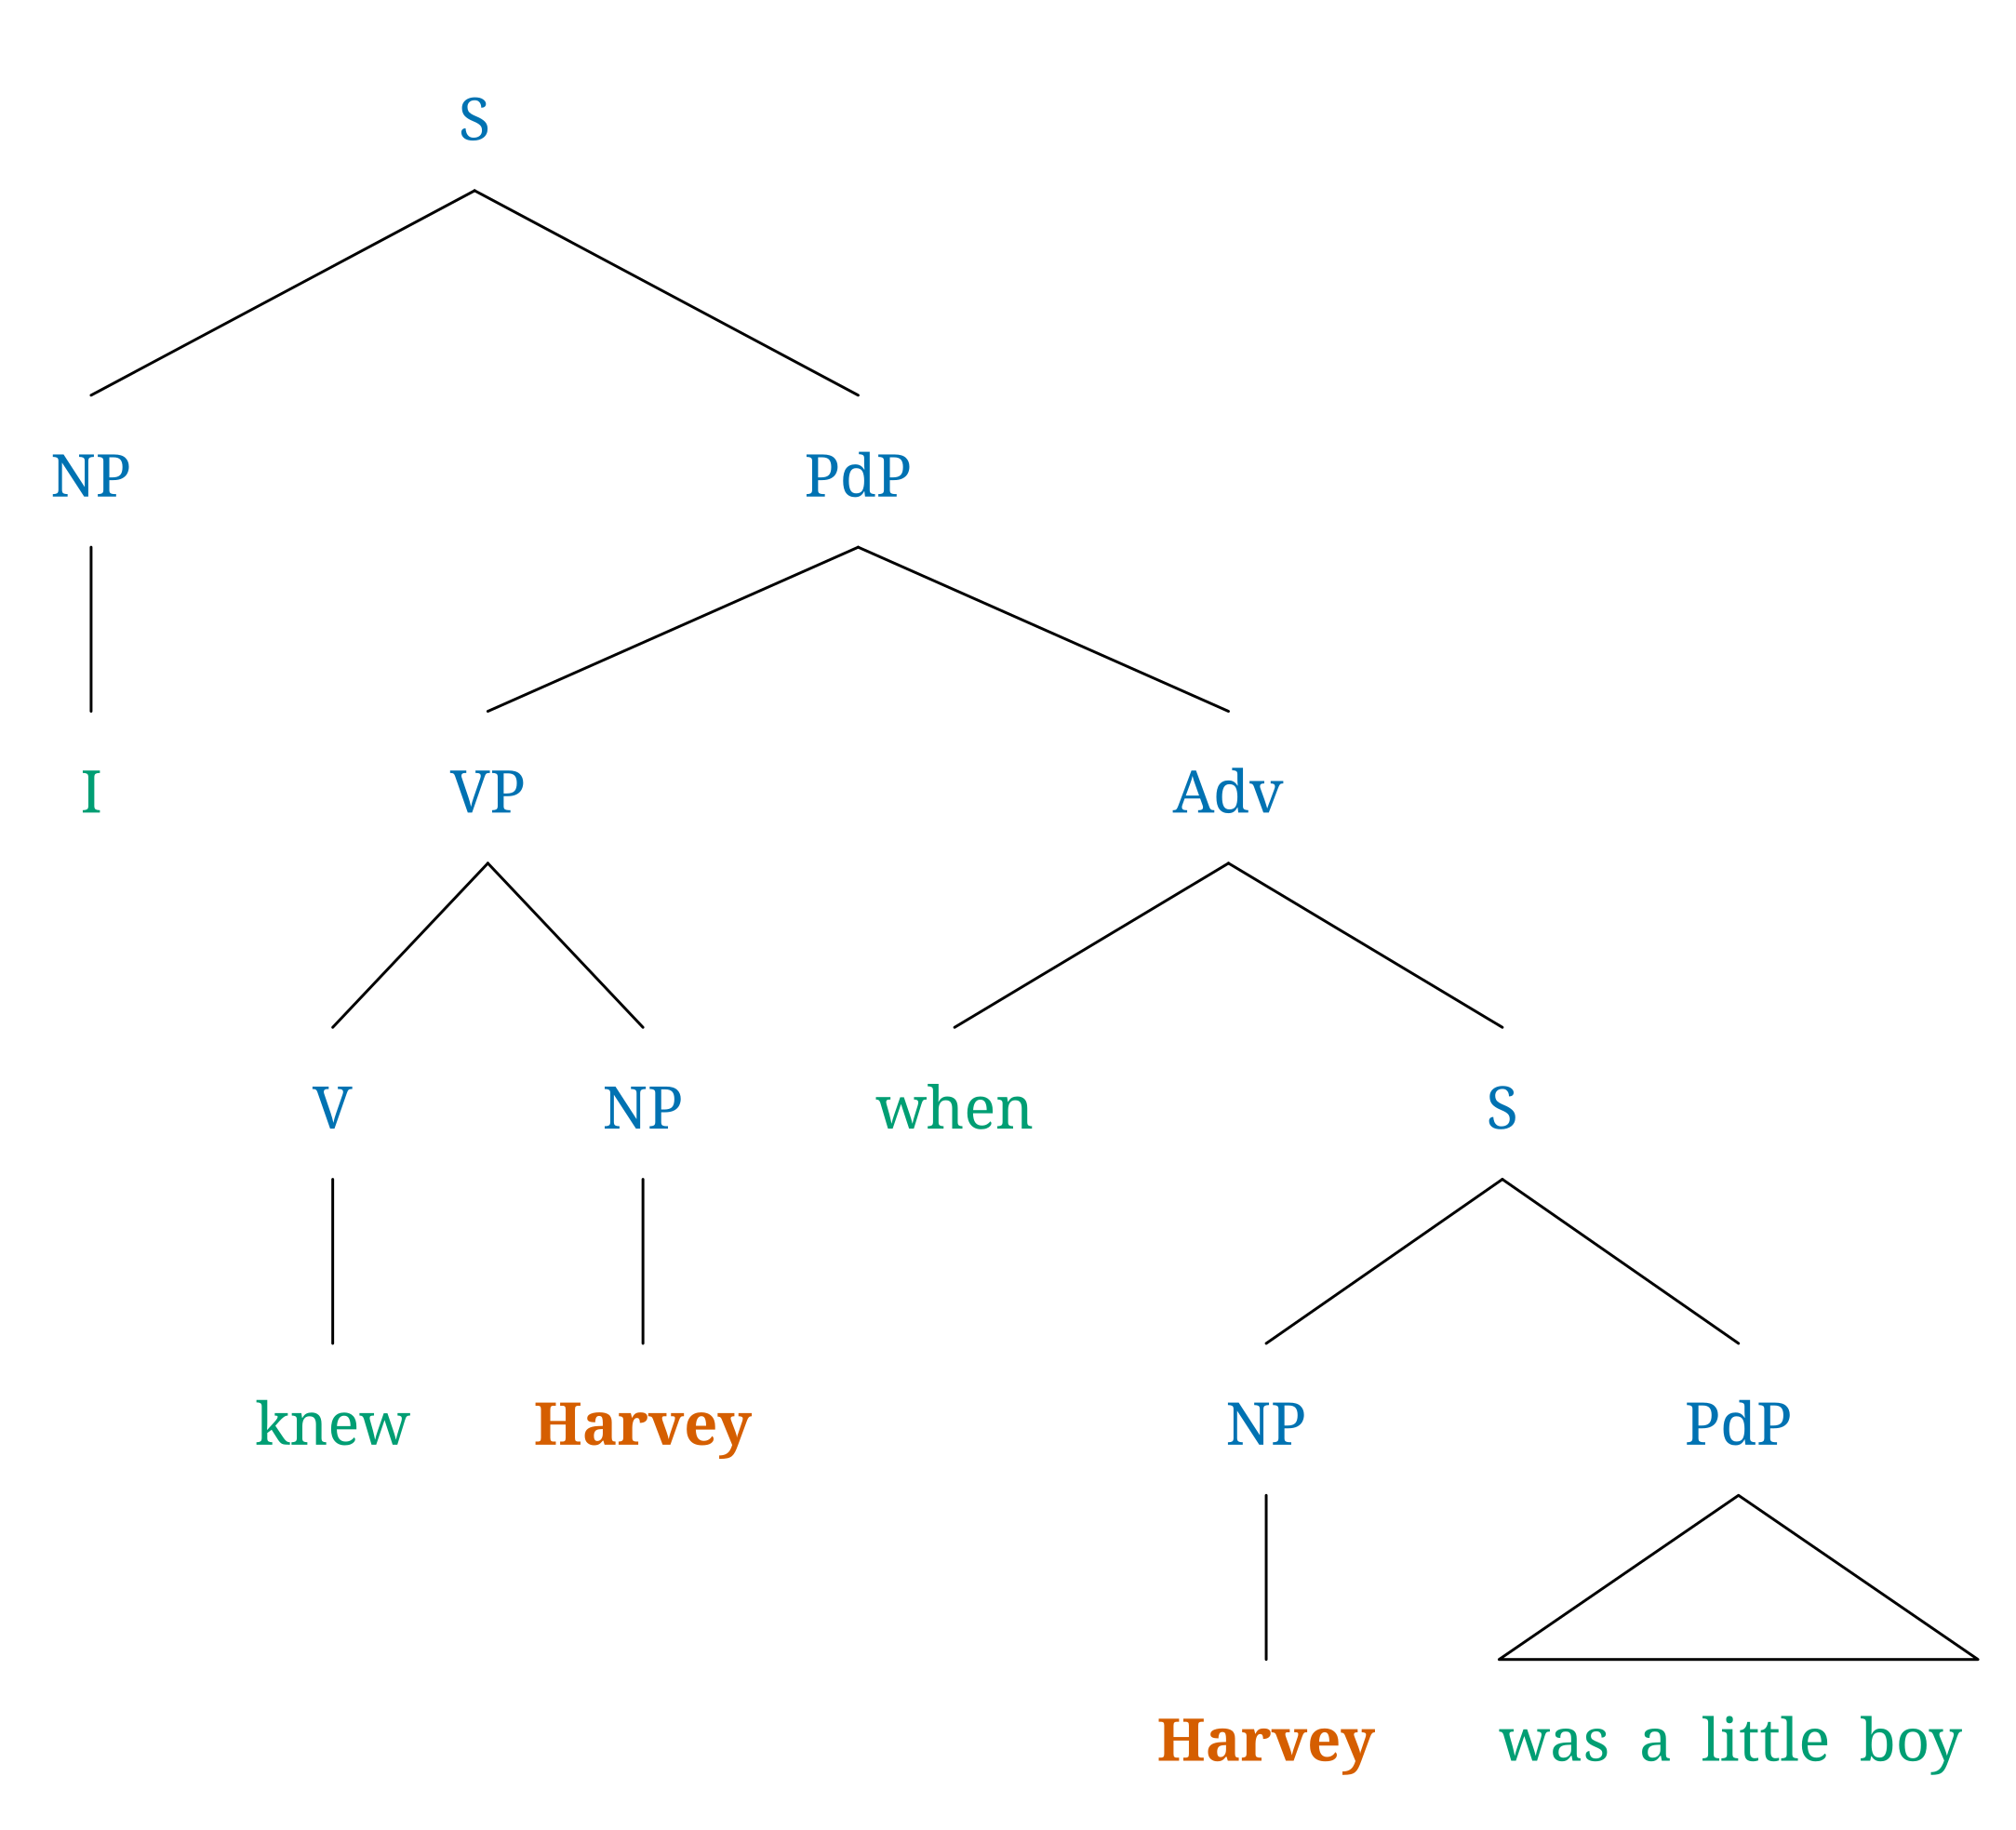 S
NP PdP
I VP Adv
V NP when S
knew Harvey NP PdP
Harvey was a little boy